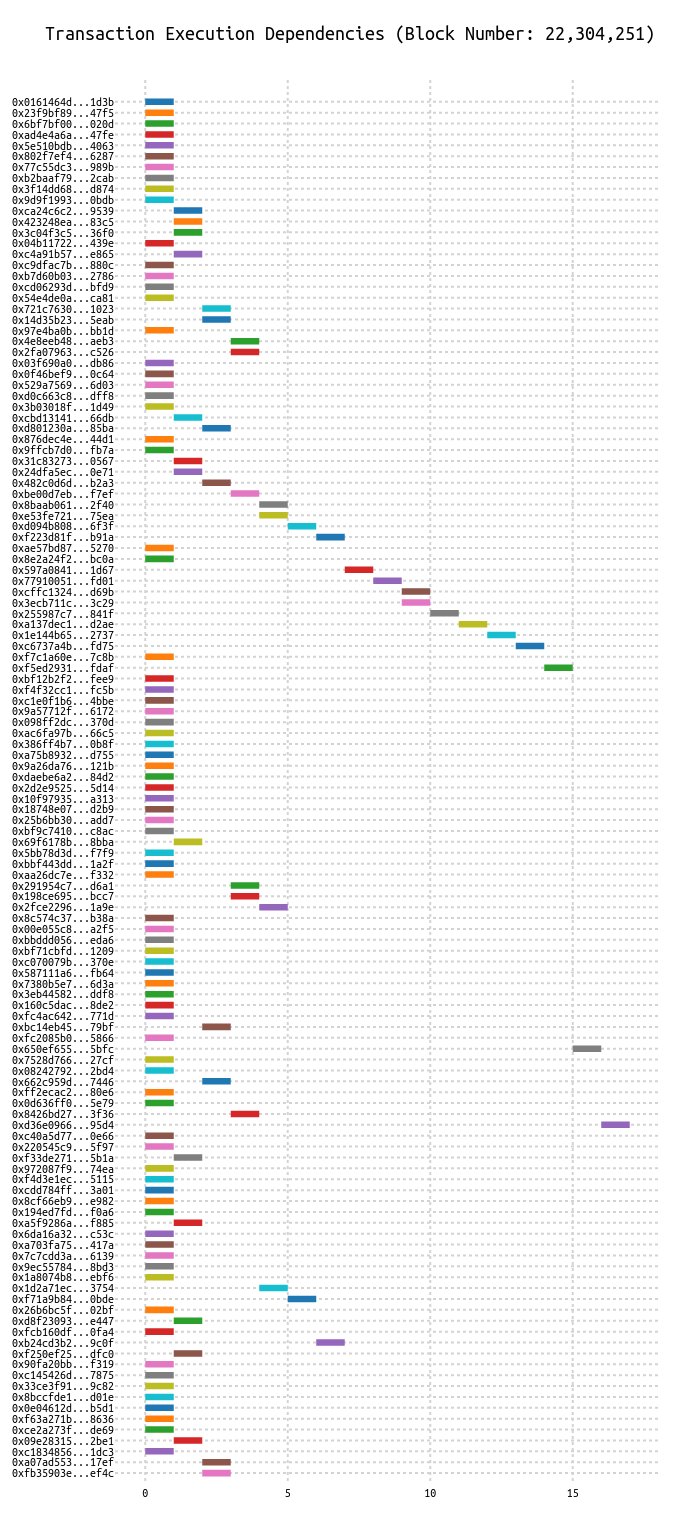 Transaction Execution Dependencies (Block Number: 22,304,251)
0x0161464d...1d3b
0x23f9bf89...47f5
0x6bf7bf00...020d
0xad4e4a6a...47fe
0x5e510bdb...4063
0x802f7ef4...6287
0x77c55dc3...989b
0xb2baaf79...2cab
0x3f14dd68...d874
0x9d9f1993...0bdb
0xca24c6c2...9539
0x423248ea...83c5
0x3c04f3c5...36f0
0x04b11722...439e
0xc4a91b57...e865
0xc9dfac7b...880c
0xb7d60b03...2786
0xcd06293d...bfd9
0x54e4de0a...ca81
0x721c7630...1023
0x14d35b23...5eab
0x97e4ba0b...bb1d
0x4e8eeb48...aeb3
0x2fa07963...c526
0x03f690a0...db86
0x0f46bef9...0c64
0x529a7569...6d03
0xd0c663c8...dff8
0x3b03018f...1d49
0xcbd13141...66db
0xd801230a...85ba
0x876dec4e...44d1
0x9ffcb7d0...fb7a
0x31c83273...0567
0x24dfa5ec...0e71
0x482c0d6d...b2a3
0xbe00d7eb...f7ef
0x8baab061...2f40
0xe53fe721...75ea
0xd094b808...6f3f
0xf223d81f...b91a
0xae57bd87...5270
0x8e2a24f2...bc0a
0x597a0841...1d67
0x77910051...fd01
0xcffc1324...d69b
0x3ecb711c...3c29
0x255987c7...841f
0xa137dec1...d2ae
0x1e144b65...2737
0xc6737a4b...fd75
0xf7c1a60e...7c8b
0xf5ed2931...fdaf
0xbf12b2f2...fee9
0xf4f32cc1...fc5b
0xc1e0f1b6...4bbe
0x9a57712f...6172
0x098ff2dc...370d
0xac6fa97b...66c5
0x386ff4b7...0b8f
0xa75b8932...d755
0x9a26da76...121b
0xdaebe6a2...84d2
0x2d2e9525...5d14
0x10f97935...a313
0x18748e07...d2b9
0x25b6bb30...add7
0xbf9c7410...c8ac
0x69f6178b...8bba
0x5bb78d3d...f7f9
0xbbf443dd...1a2f
0xaa26dc7e...f332
0x291954c7...d6a1
0x198ce695...bcc7
0x2fce2296...1a9e
0x8c574c37...b38a
0x00e055c8...a2f5
0xbbddd056...eda6
0xbf71cbfd...1209
0xc070079b...370e
0x587111a6...fb64
0x7380b5e7...6d3a
0x3eb44582...ddf8
0x160c5dac...8de2
0xfc4ac642...771d
0xbc14eb45...79bf
0xfc2085b0...5866
0x650ef655...5bfc
0x7528d766...27cf
0x08242792...2bd4
0x662c959d...7446
0xff2ecac2...80e6
0x0d636ff0...5e79
0x8426bd27...3f36
0xd36e0966...95d4
0xc40a5d77...0e66
0x220545c9...5f97
0xf33de271...5b1a
0x972087f9...74ea
0xf4d3e1ec...5115
0xcdd784ff...3a01
0x8cf66eb9...e982
0x194ed7fd...f0a6
0xa5f9286a...f885
0x6da16a32...c53c
0xa703fa75...417a
0x7c7cdd3a...6139
0x9ec55784...8bd3
0x1a8074b8...ebf6
0x1d2a71ec...3754
0xf71a9b84...0bde
0x26b6bc5f...02bf
0xd8f23093...e447
0xfcb160df...0fa4
0xb24cd3b2...9c0f
0xf250ef25...dfc0
0x90fa20bb...f319
0xc145426d...7875
0x33ce3f91...9c82
0x8bccfde1...d01e
0x0e04612d...b5d1
0xf63a271b...8636
0xce2a273f...de69
0x09e28315...2be1
0xc1834856...1dc3
0xa07ad553...17ef
0xfb35903e...ef4c
0 5 10 15